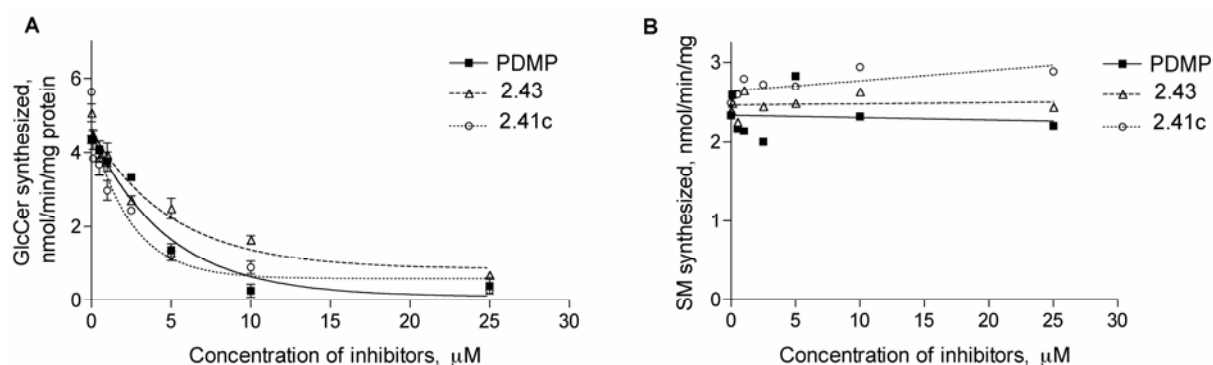 A
PDMP
2.43
2.41c
GlcCer synthesized,
nmol/min/mg protein
6
4
2
0
0
5
10
15
20
25
30
Concentration of inhibitors, μM
B
PDMP
2.43
2.41c
SM synthesized, nmol/min/mg
3
2
1
0
0
5
10
15
20
25
30
Concentration of inhibitors, μM